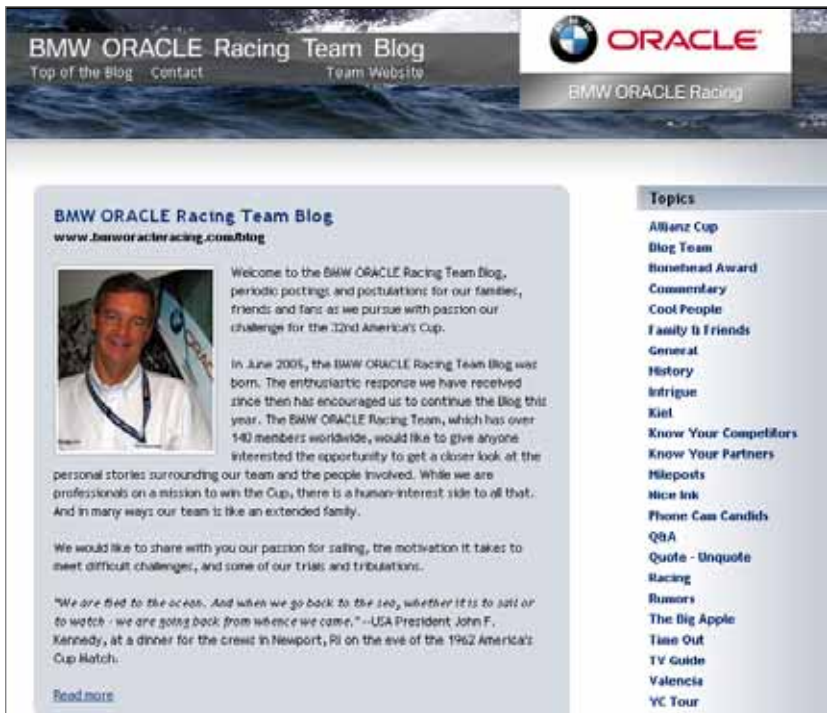 BMW ORACLE Racing Team Blog
Top of the Blog Contact Team Website
ORACLE
BMW ORACLE Racing
BMW ORACLE Racing Team Blog
www.bmworacleracing.com/blog
Welcome to the BMW ORACLE Racing Team Blog,
periodic postings and postulations for our families,
friends and fans as we pursue with passion our
challenge for the 32nd America's Cup.
In June 2005, the BMW ORACLE Racing Team Blog was
born. The enthusiastic response we have received
since then has encouraged us to continue the Blog this
year. The BMW ORACLE Racing Team, which has over
140 members worldwide, would like to give anyone
interested the opportunity to get a closer look at the
personal stories surrounding our team and the people involved. While we are
professionals on a mission to win the Cup, there is a human-interest side to all that.
And in many ways our team is like an extended family.
We would like to share with you our passion for sailing, the motivation it takes to
meet difficult challenges, and some of our trials and tribulations.
"We are tied to the ocean. And when we go back to the sea, whether it is to sail or
to watch - we are going back from whence we came." --USA President John F.
Kennedy, at a dinner for the crews in Newport, RI on the eve of the 1962 America's
Cup Match.
Read more
Topics
Allianz Cup
Blog Team
Bonehead Award
Commentary
Cool People
Family & Friends
General
History
Intrigue
Kiel
Know Your Competitors
Know Your Partners
Mileposts
Nice Ink
Phone Cam Candids
Q&A
Quote - Unquote
Racing
Rumors
The Big Apple
Time Out
TV Guide
Valencia
YC Tour